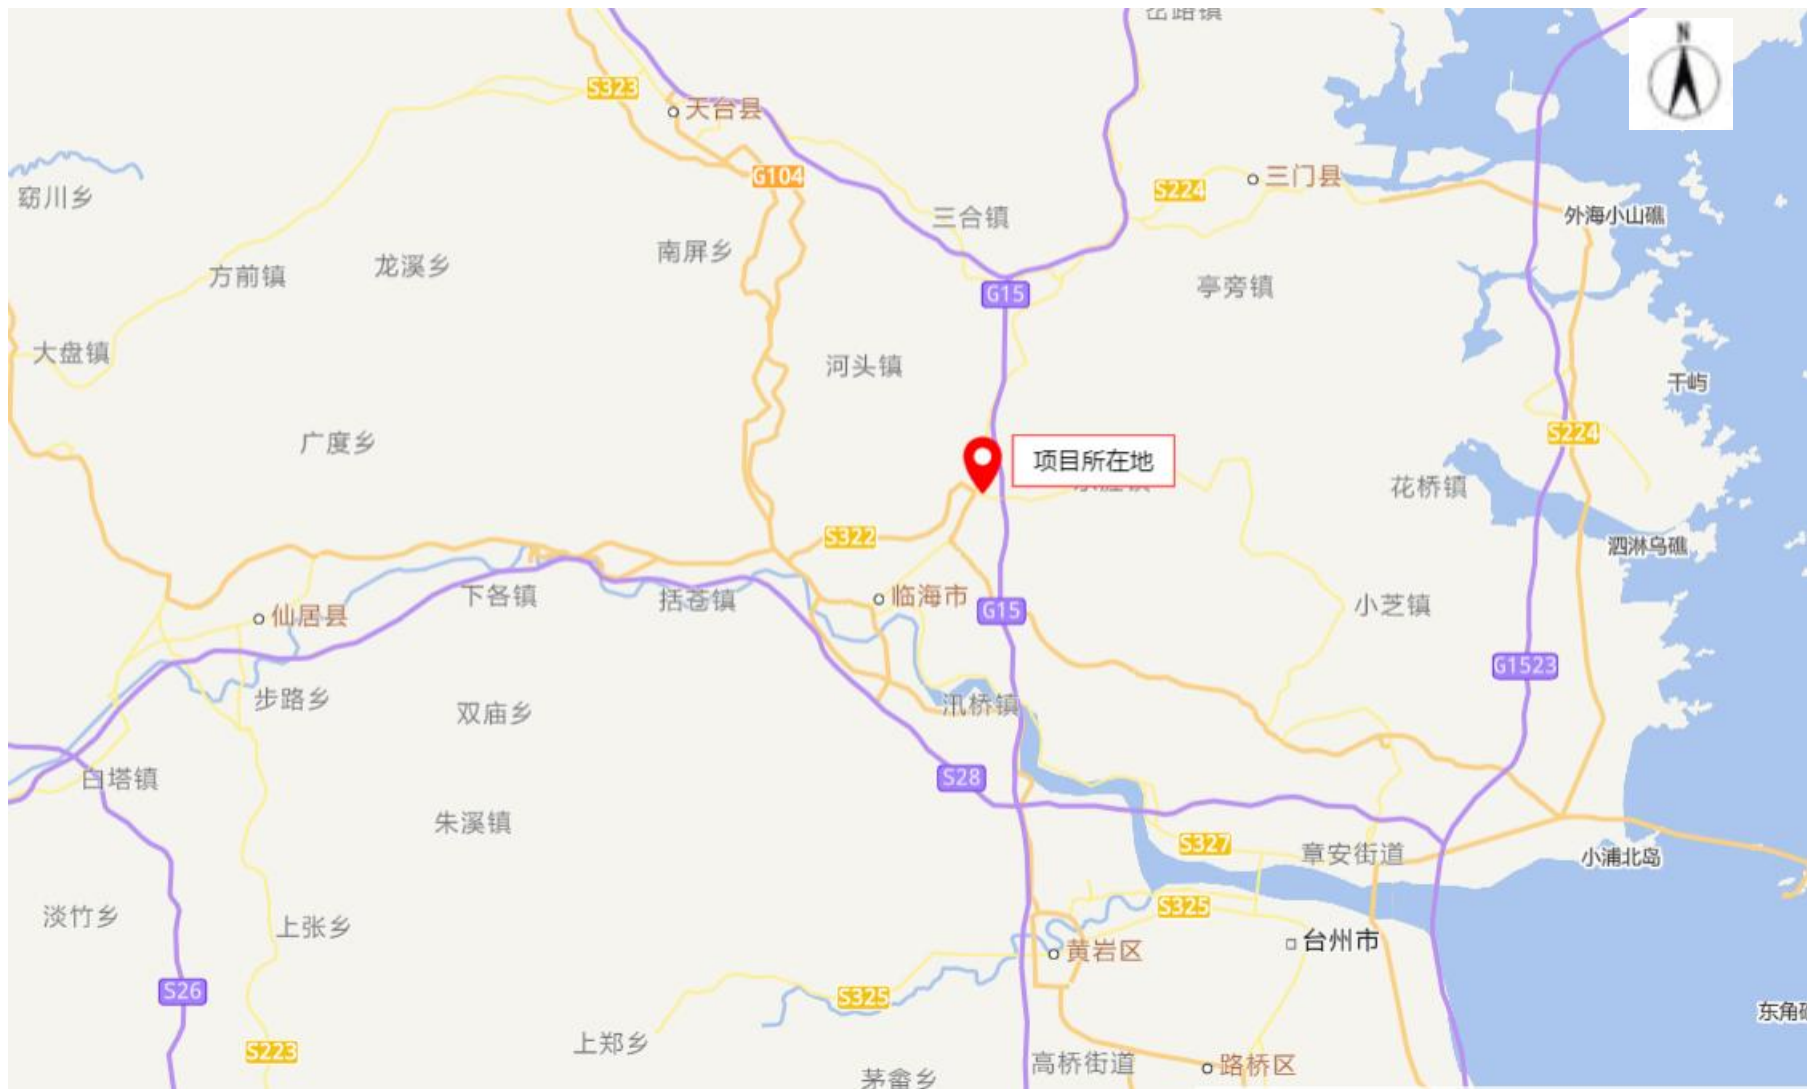 岔路镇
N
S323
天台县
G104
三门县
S224
窈川乡
三合镇
外海小山礁
南屏乡
龙溪乡
方前镇
亭旁镇
G15
大盘镇
河头镇
干屿
广度乡
S224
项目所在地
花桥镇
S322
泗淋乌礁
下各镇
括苍镇
临海市
G15
小芝镇
仙居县
G1523
步路乡
双庙乡
汛桥镇
白塔镇
S28
朱溪镇
S327
章安街道
小浦北岛
S325
淡竹乡
上张乡
台州市
黄岩区
S26
S325
东角
上郑乡
S223
高桥街道
路桥区
茅畲乡